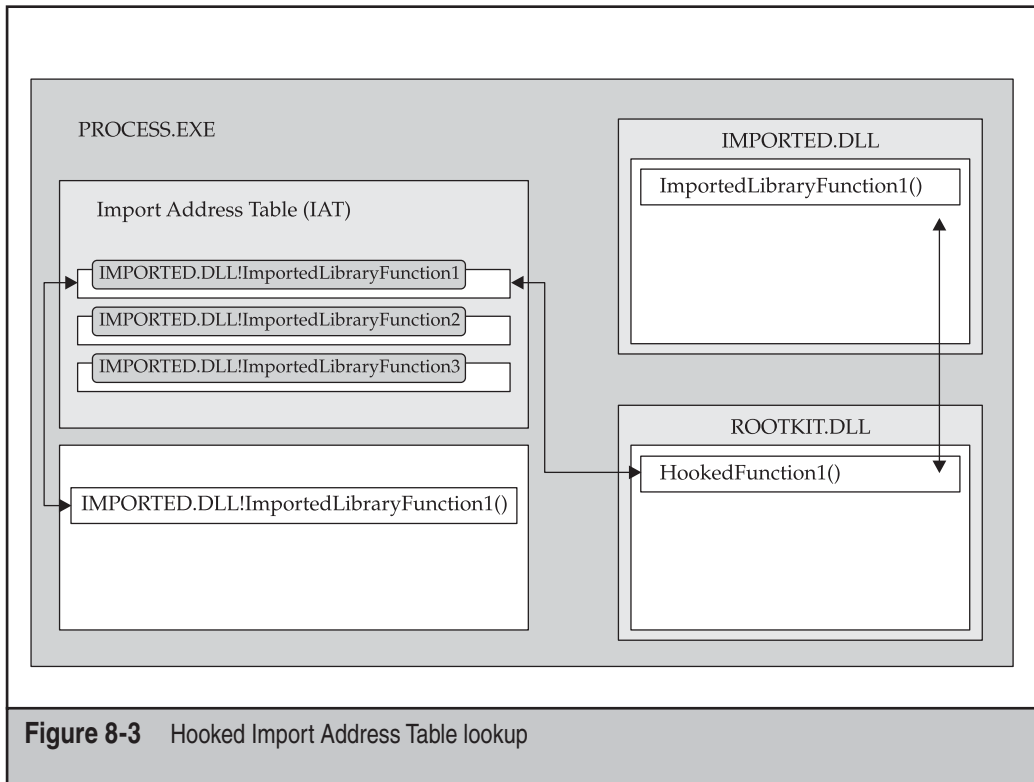 PROCESS.EXE
Import Address Table (IAT)
IMPORTED.DLL!ImportedLibraryFunction1
IMPORTED.DLL!ImportedLibraryFunction2
IMPORTED.DLL!ImportedLibraryFunction3
IMPORTED.DLL!ImportedLibraryFunction1()
IMPORTED.DLL
ImportedLibraryFunction1()
ROOTKIT.DLL
HookedFunction1()
Figure 8-3 Hooked Import Address Table lookup